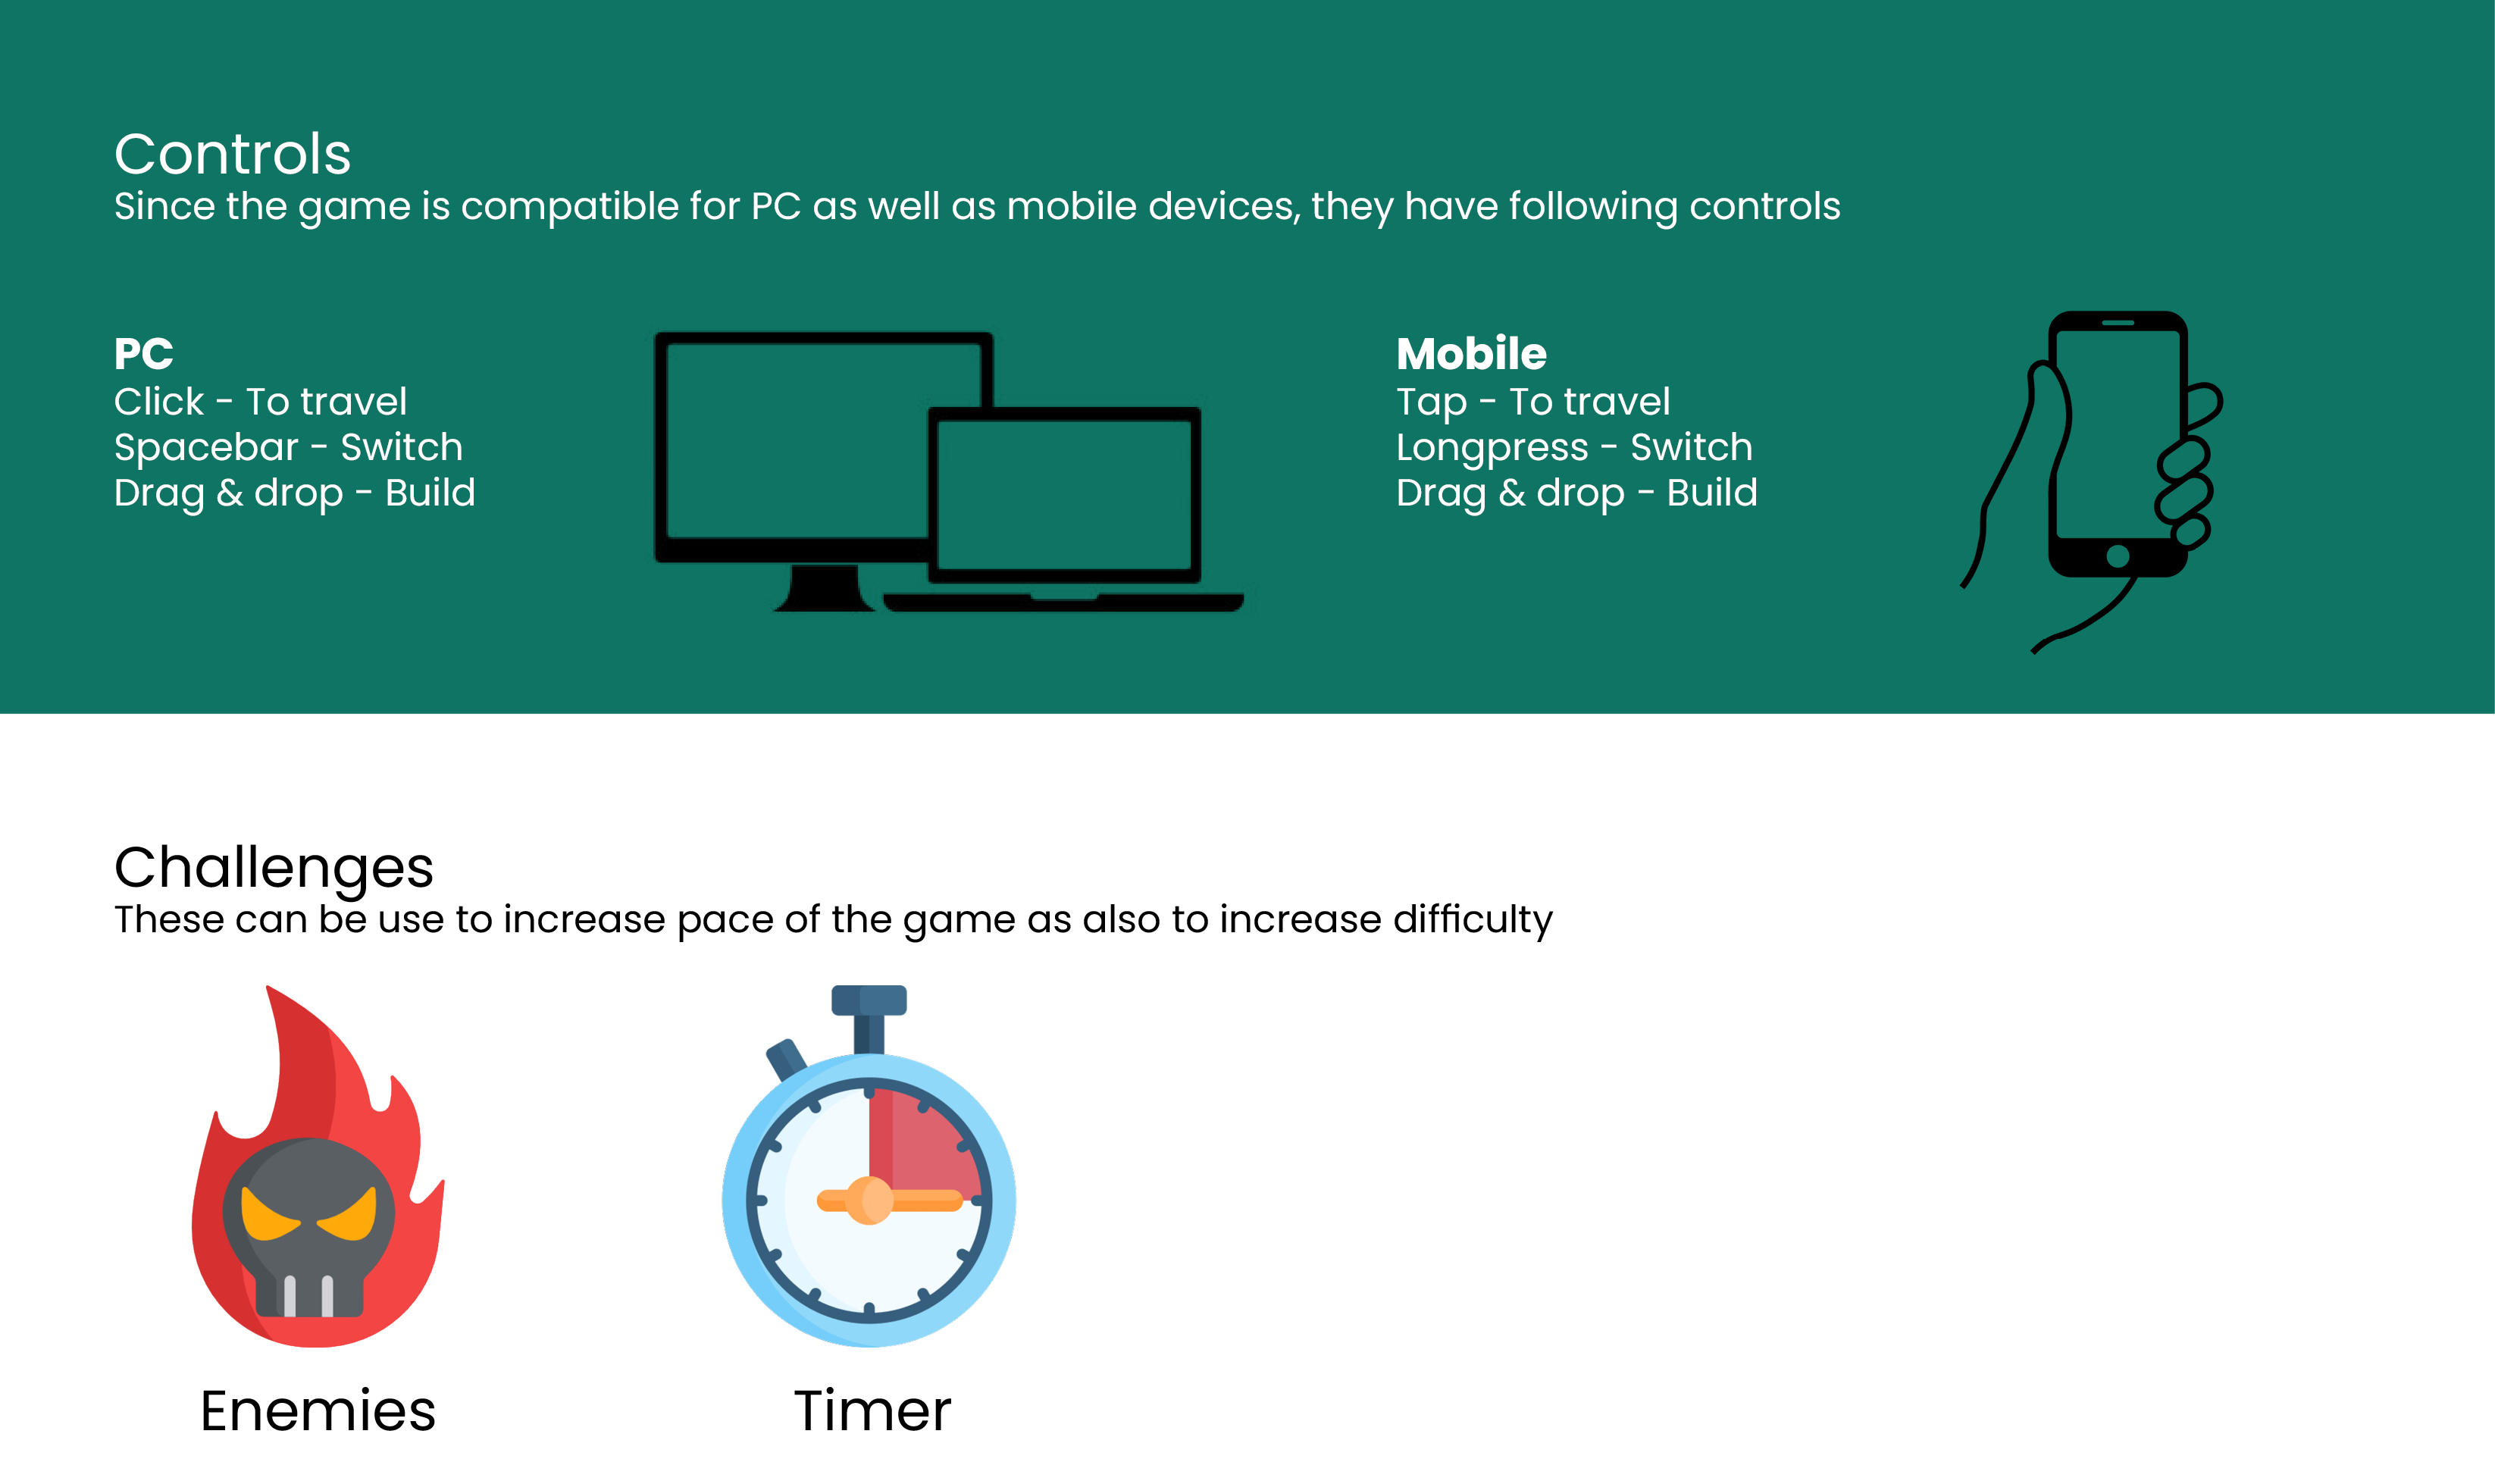 Controls
Since the game is compatible for PC as well as mobile devices, they have following controls
PC
Click - To travel
Spacebar - Switch
Drag & drop - Build
Mobile
Tap - To travel
Longpress - Switch
Drag & drop - Build
Challenges
These can be use to increase pace of the game as also to increase difficulty
Enemies
Timer